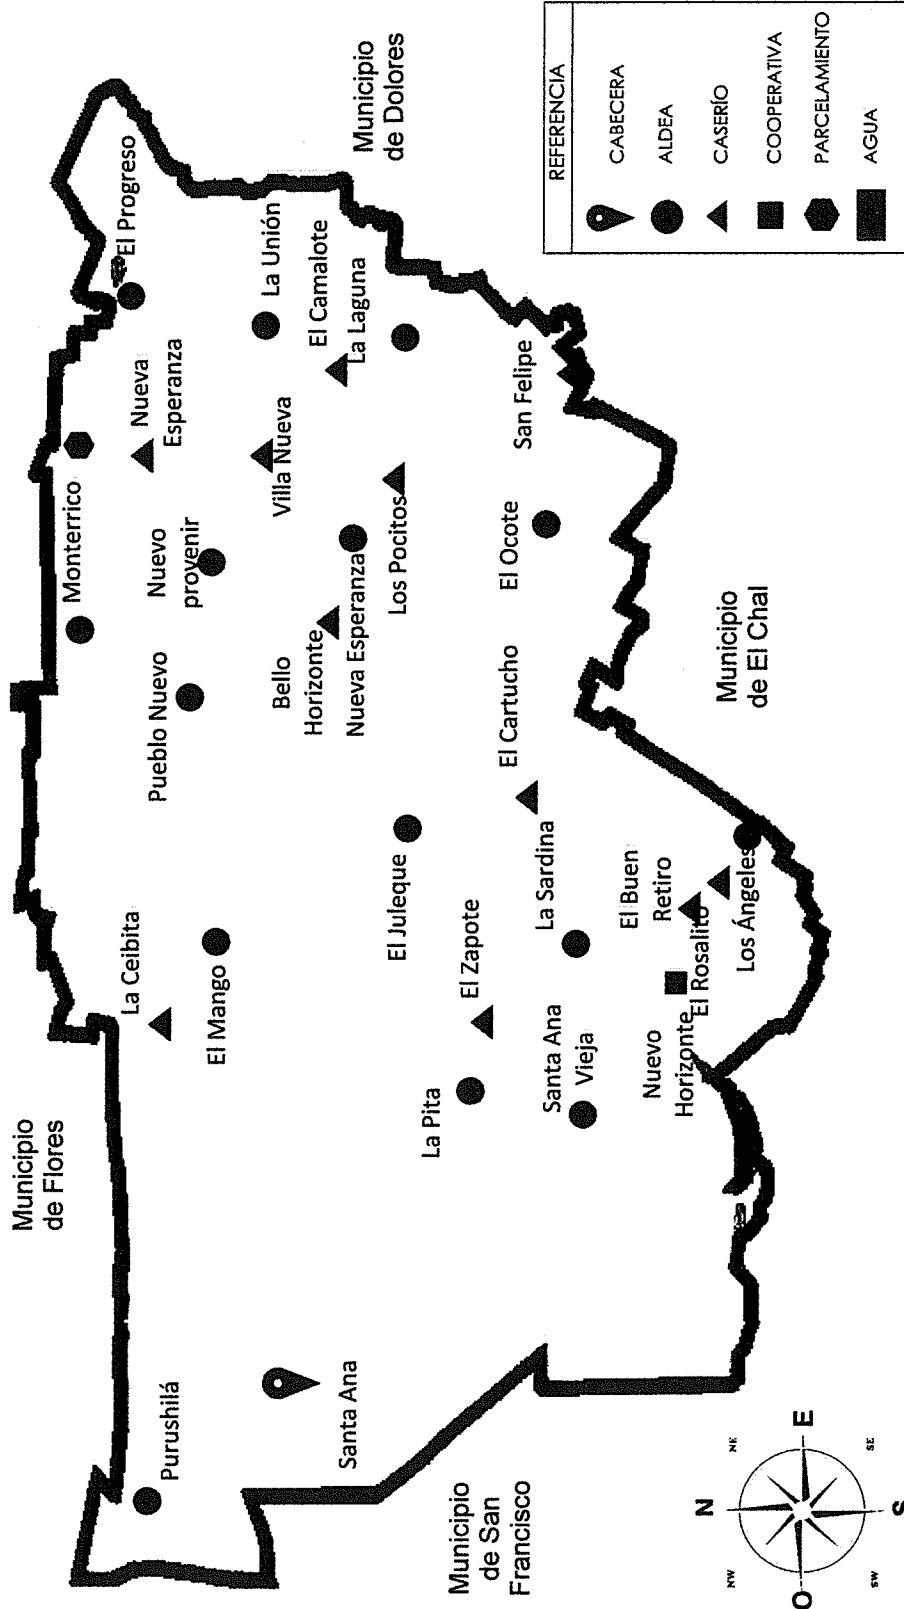 Municipio
de Flores
Municipio
de Dolores
Municipio
de San
Francisco
Municipio
de El Chal
Purushilá
Santa Ana
La Ceibita
El Mango
Pueblo Nuevo
Monterrico
Nuevo
provenir
Nueva
Esperanza
El Progreso
Villa Nueva
La Unión
El Camalote
La Laguna
Bello
Horizonte
Nueva Esperanza
Los Pocitos
El Juleque
La Pita
El Zapote
El Cartucho
El Ocote
San Felipe
Santa Ana
Vieja
La Sardina
Nuevo
Horizonte
El Rosalito
El Buen
Retiro
Los Ángeles
N
NE
E
SE
S
SW
O
NW
REFERENCIA
CABECERA
ALDEA
CASERÍO
COOPERATIVA
PARCELAMIENTO
AGUA